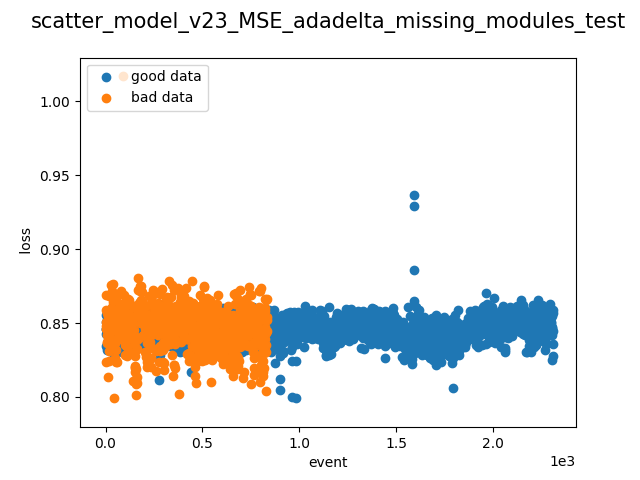 scatter_model_v23_MSE_adadelta_missing_modules_test
good data
bad data
1.00
0.95
0.90
0.85
0.80
loss
0.0
0.5
1.0
1.5
2.0
event
1e3